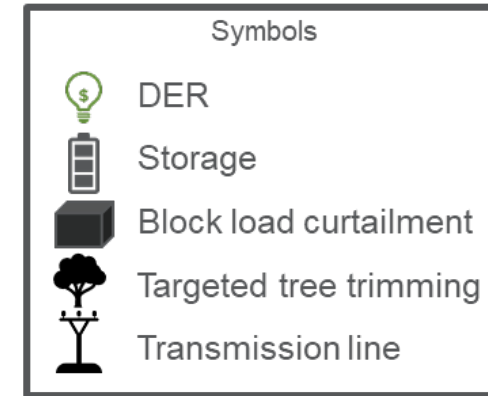 Symbols
$
DER
Storage
Block load curtailment
Targeted tree trimming
Transmission line